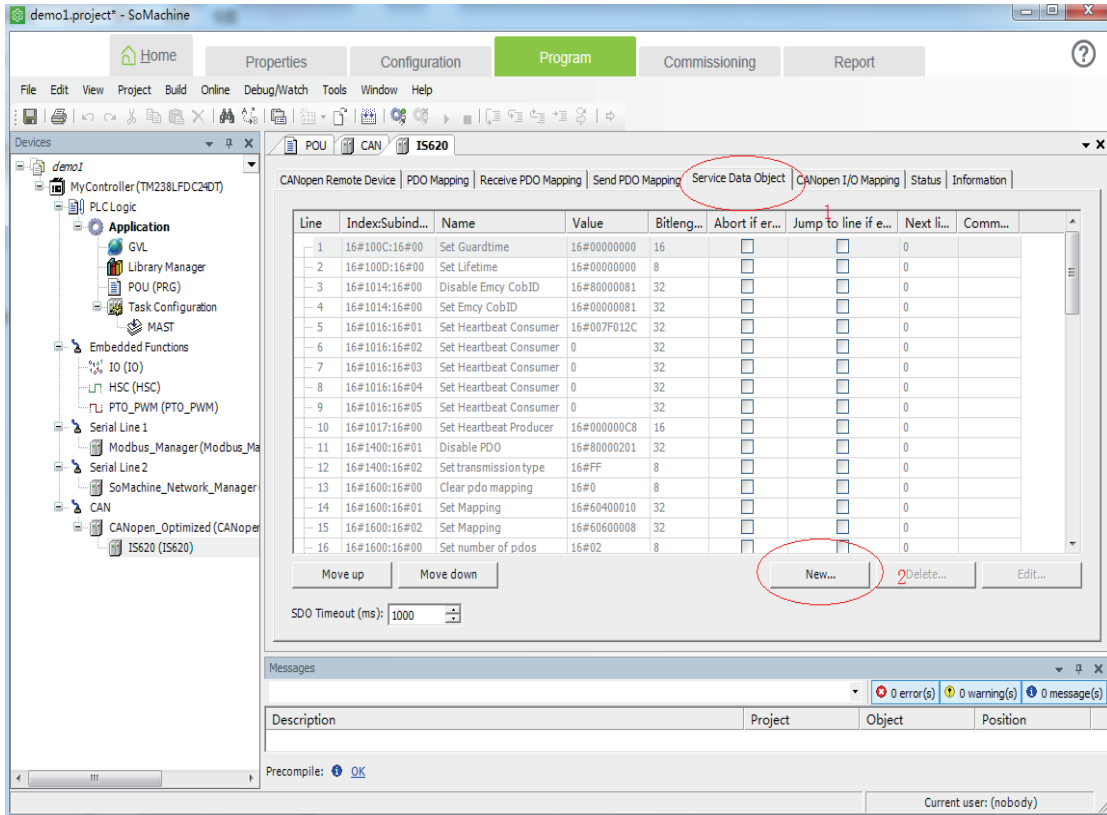 demo1.project* - SoMachine
Home Properties Configuration Program Commissioning Report ?
File Edit View Project Build Online Debug/Watch Tools Window Help
Devices
demo1
MyController (TM238LFDC24DT)
PLC Logic
Application
GVL
Library Manager
POU (PRG)
Task Configuration
MAST
Embedded Functions
IO (IO)
HSC (HSC)
PTO_PWM (PTO_PWM)
Serial Line 1
Modbus_Manager (Modbus_Ma
Serial Line 2
SoMachine_Network_Manager
CAN
CANopen_Optimized (CANoper
IS620 (IS620)
POU CAN IS620
CANopen Remote Device PDO Mapping Receive PDO Mapping Send PDO Mapping Service Data Object CANopen I/O Mapping Status Information
1
Line Index:Subind... Name Value Bitleng... Abort if er... Jump to line if e... Next li... Comm...
1 16#100C:16#00 Set Guardtime 16#00000000 16 0
2 16#100D:16#00 Set Lifetime 16#00000000 8 0
3 16#1014:16#00 Disable Emcy CobID 16#80000081 32 0
4 16#1014:16#00 Set Emcy CobID 16#00000081 32 0
5 16#1016:16#01 Set Heartbeat Consumer 16#007F012C 32 0
6 16#1016:16#02 Set Heartbeat Consumer 0 32 0
7 16#1016:16#03 Set Heartbeat Consumer 0 32 0
8 16#1016:16#04 Set Heartbeat Consumer 0 32 0
9 16#1016:16#05 Set Heartbeat Consumer 0 32 0
10 16#1017:16#00 Set Heartbeat Producer 16#000000C8 16 0
11 16#1400:16#01 Disable PDO 16#80000201 32 0
12 16#1400:16#02 Set transmission type 16#FF 8 0
13 16#1600:16#00 Clear pdo mapping 16#0 8 0
14 16#1600:16#01 Set Mapping 16#60400010 32 0
15 16#1600:16#02 Set Mapping 16#60600008 32 0
16 16#1600:16#00 Set number of pdos 16#02 8 0
Move up Move down New... 2 Delete... Edit...
SDO Timeout (ms): 1000
Messages
0 error(s) 0 warning(s) 0 message(s)
Description Project Object Position
Precompile: OK
Current user: (nobody)